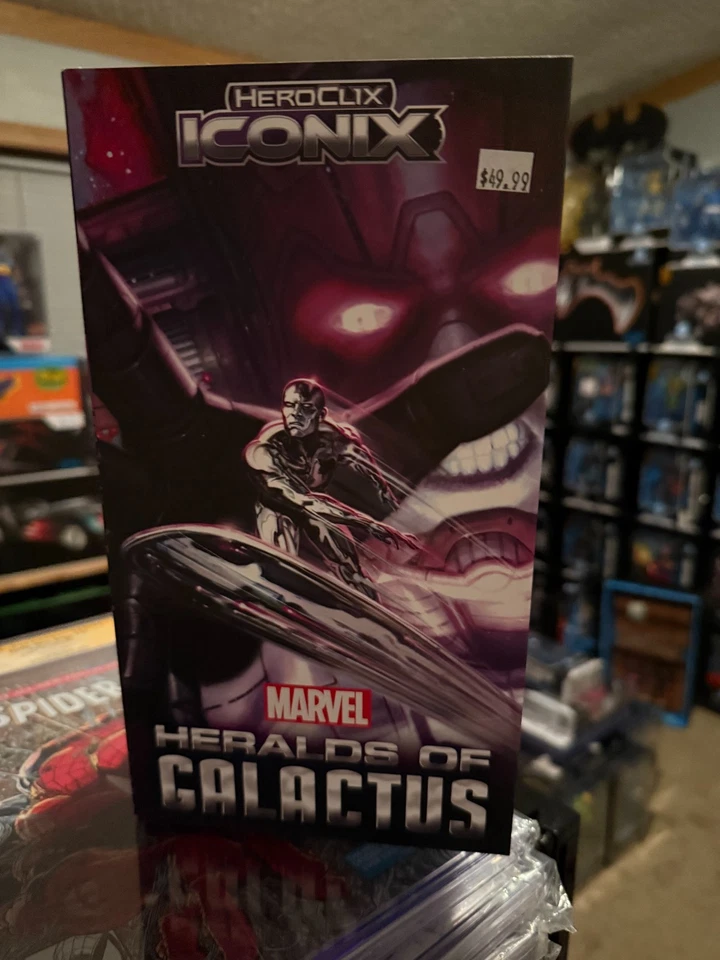 HEROCLIX
ICONIX
$49.99
MARVEL
HERALDS OF
GALACTUS
SPIDER